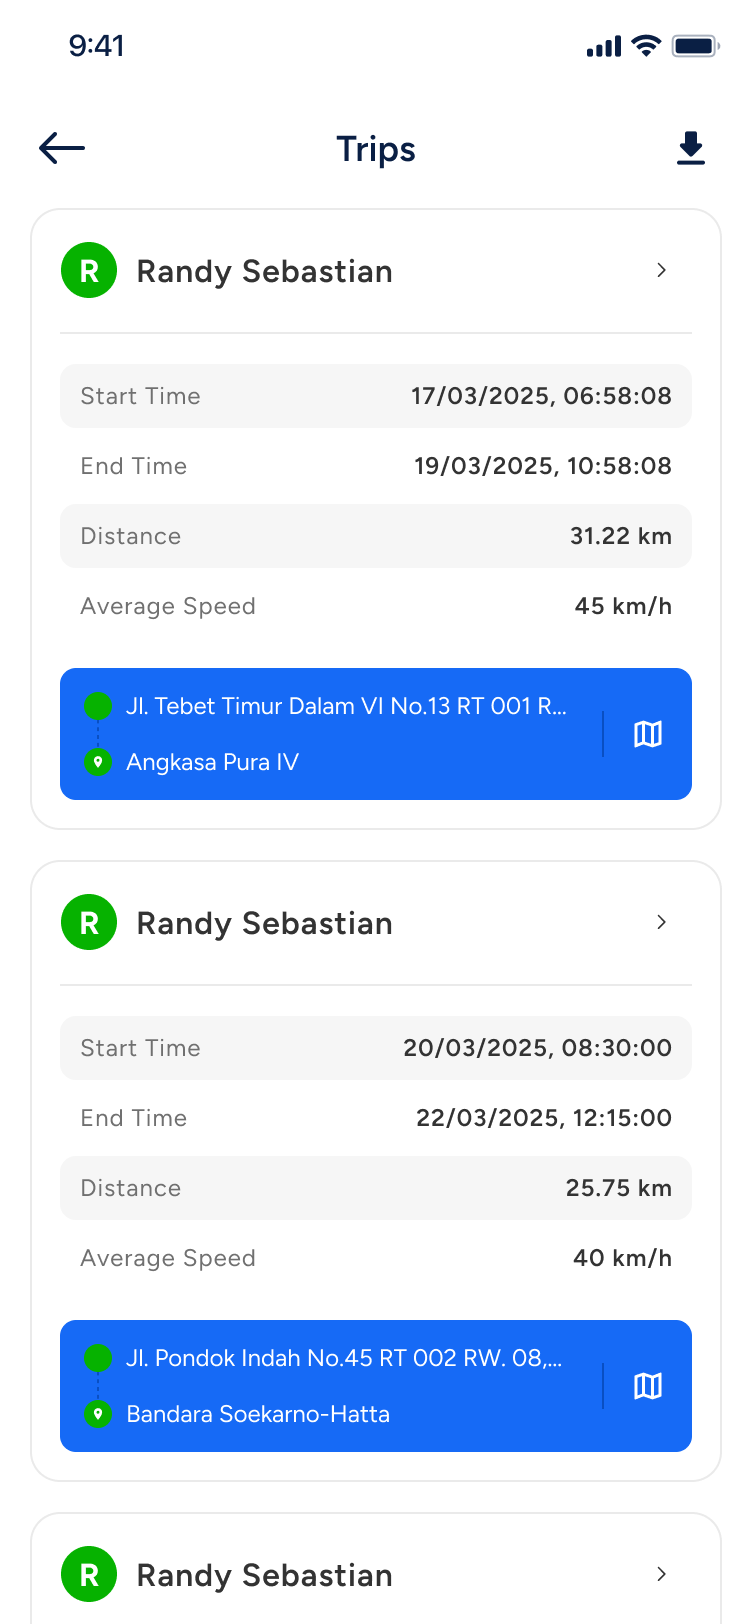 9:41
Trips
R Randy Sebastian
Start Time 17/03/2025, 06:58:08
End Time 19/03/2025, 10:58:08
Distance 31.22 km
Average Speed 45 km/h
Jl. Tebet Timur Dalam VI No.13 RT 001 R...
Angkasa Pura IV
R Randy Sebastian
Start Time 20/03/2025, 08:30:00
End Time 22/03/2025, 12:15:00
Distance 25.75 km
Average Speed 40 km/h
Jl. Pondok Indah No.45 RT 002 RW. 08,...
Bandara Soekarno-Hatta
R Randy Sebastian